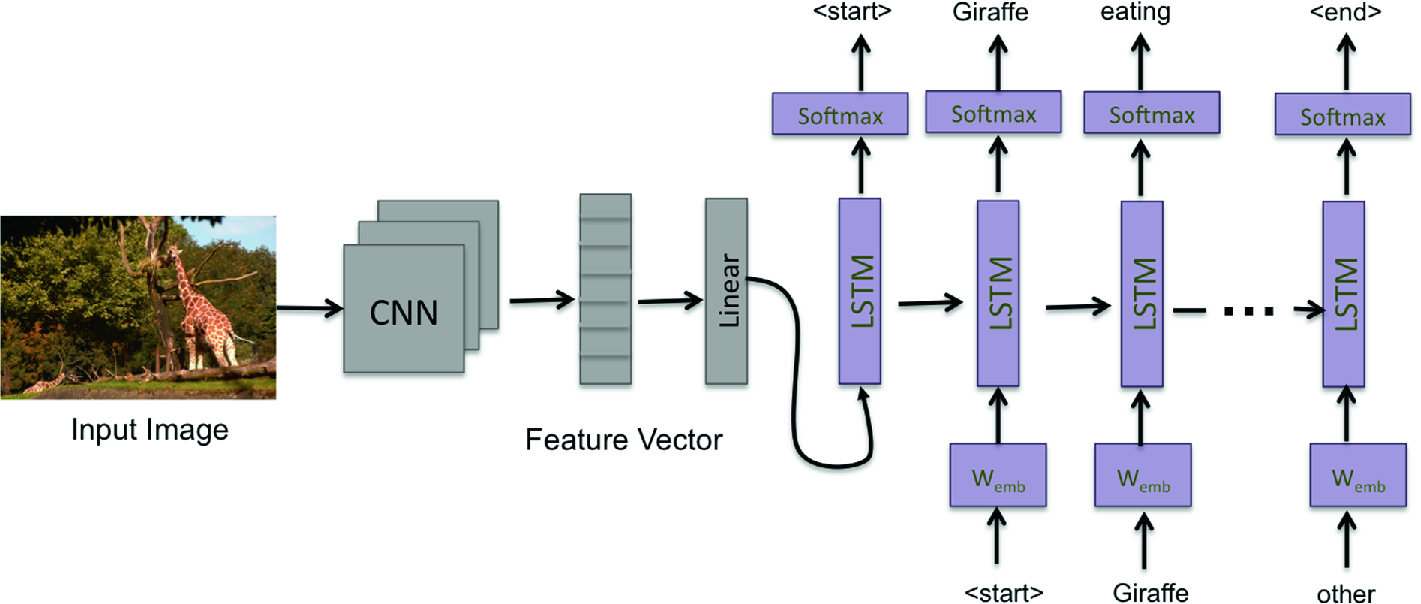 <start> Giraffe eating <end>
Softmax Softmax Softmax Softmax
CNN Linear LSTM LSTM LSTM ... LSTM
Input Image
Feature Vector
Wemb Wemb Wemb
<start> Giraffe other